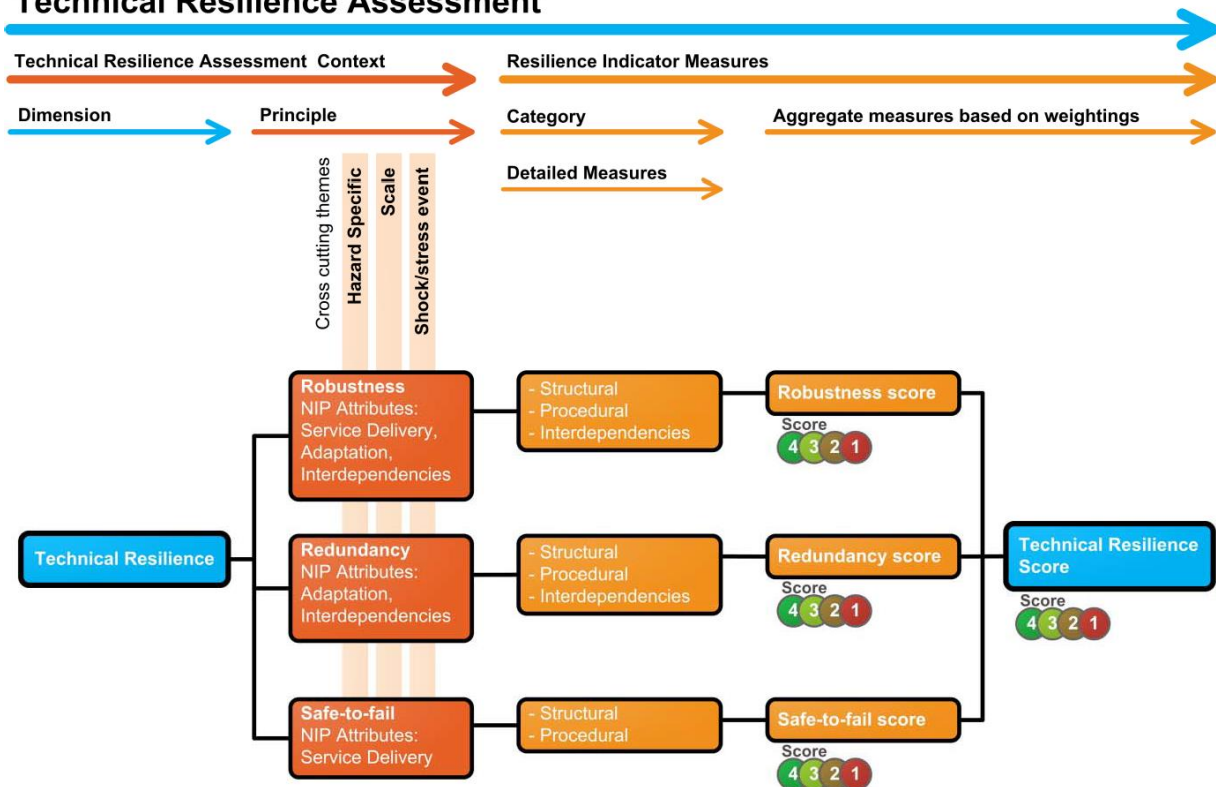 Technical Resilience Assessment
Technical Resilience Assessment Context
Resilience Indicator Measures
Dimension
Principle
Category
Aggregate measures based on weightings
Detailed Measures
Cross cutting themes
Hazard Specific
Scale
Shock/stress event
Robustness
NIP Attributes:
Service Delivery,
Adaptation,
Interdependencies
- Structural
- Procedural
- Interdependencies
Robustness score
Score
4 3 2 1
Technical Resilience
Redundancy
NIP Attributes:
Adaptation,
Interdependencies
- Structural
- Procedural
- Interdependencies
Redundancy score
Score
4 3 2 1
Technical Resilience
Score
Score
4 3 2 1
Safe-to-fail
NIP Attributes:
Service Delivery
- Structural
- Procedural
Safe-to-fail score
Score
4 3 2 1